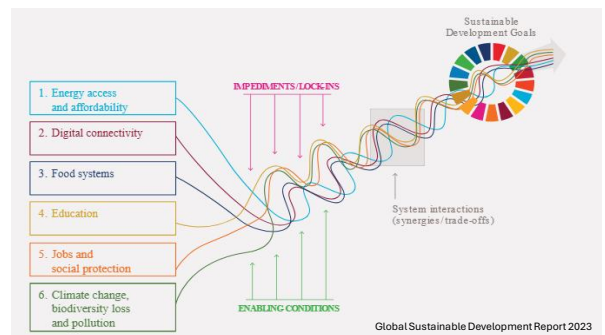 Sustainable
Development Goals
1. Energy access
and affordability
IMPEDIMENTS/LOCK INS
2. Digital connectivity
3. Food systems
4. Education
System interactions
(synergies/trade-offs)
5. Jobs and
social protection
6. Climate change,
biodiversity loss
and pollution
ENABLING CONDITIONS
Global Sustainable Development Report 2023